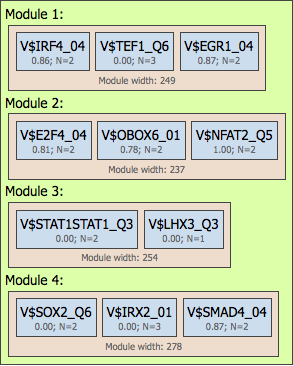 Module 1:
V$IRF4_04 V$TEF1_Q6 V$EGR1_04
0.86; N=2 0.00; N=3 0.87; N=2
Module width: 249
Module 2:
V$E2F4_04 V$OBOX6_01 V$NFAT2_Q5
0.81; N=2 0.78; N=2 1.00; N=2
Module width: 237
Module 3:
V$STAT1STAT1_Q3 V$LHX3_Q3
0.00; N=2 0.00; N=1
Module width: 254
Module 4:
V$SOX2_Q6 V$IRX2_01 V$SMAD4_04
0.00; N=2 0.00; N=3 0.87; N=2
Module width: 278